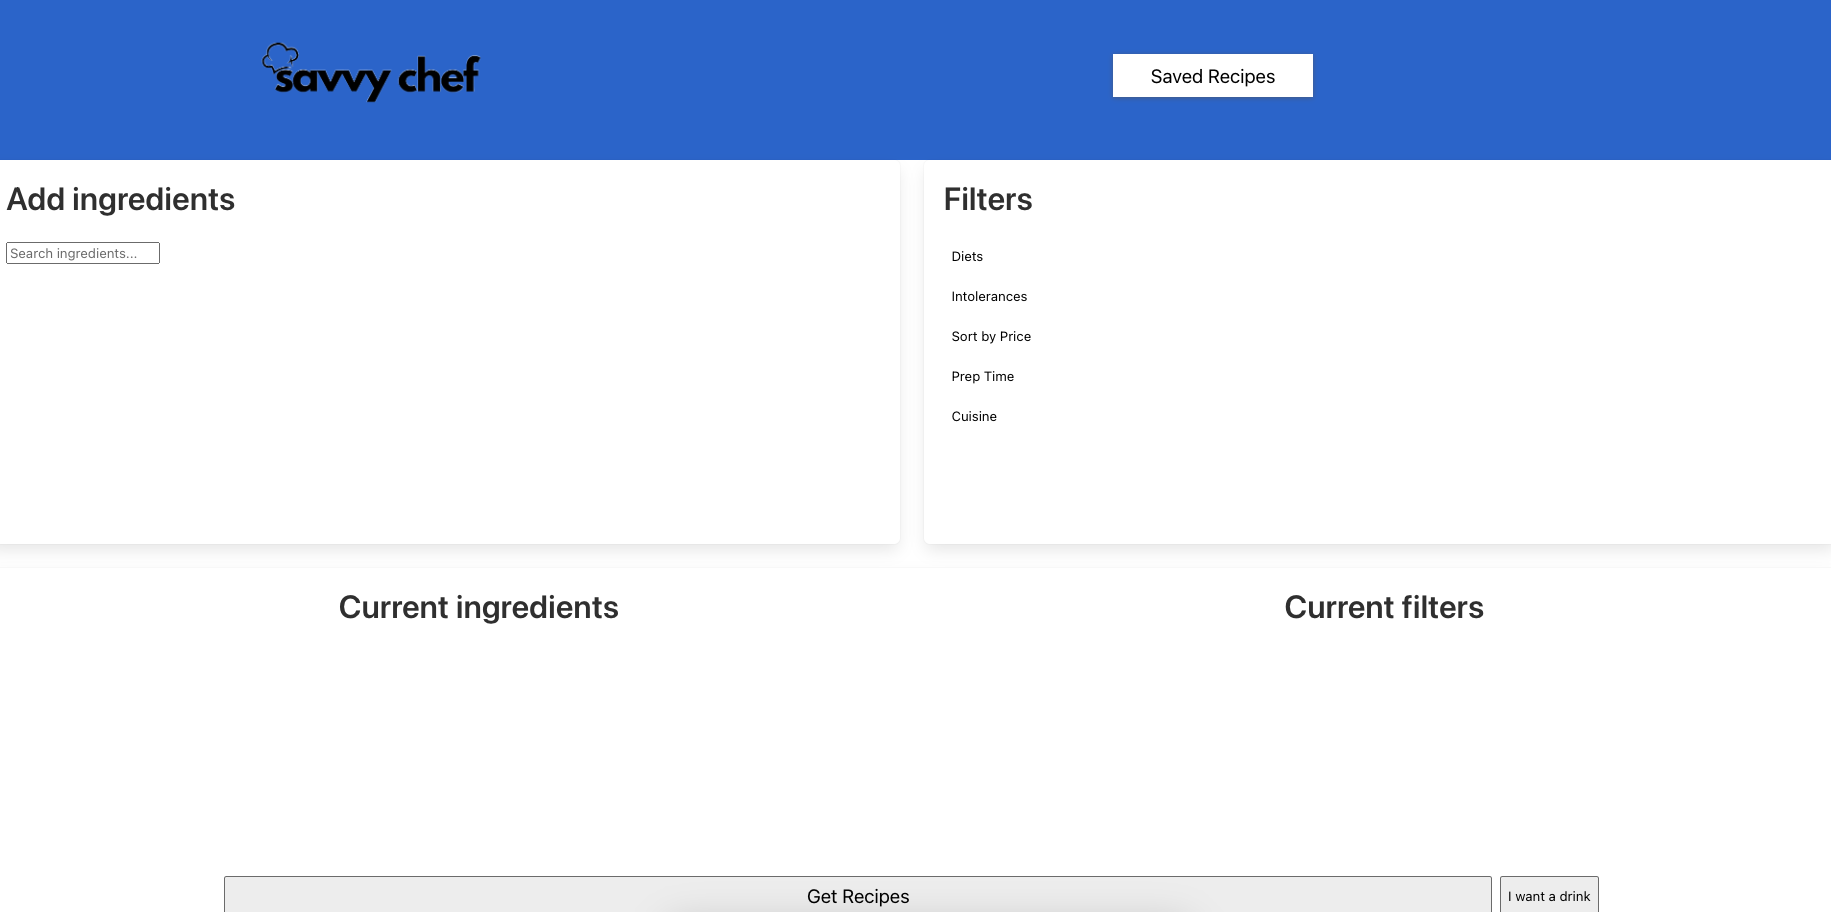 savvy chef
Saved Recipes
Add ingredients
Search ingredients...
Filters
Diets
Intolerances
Sort by Price
Prep Time
Cuisine
Current ingredients
Current filters
Get Recipes
I want a drink